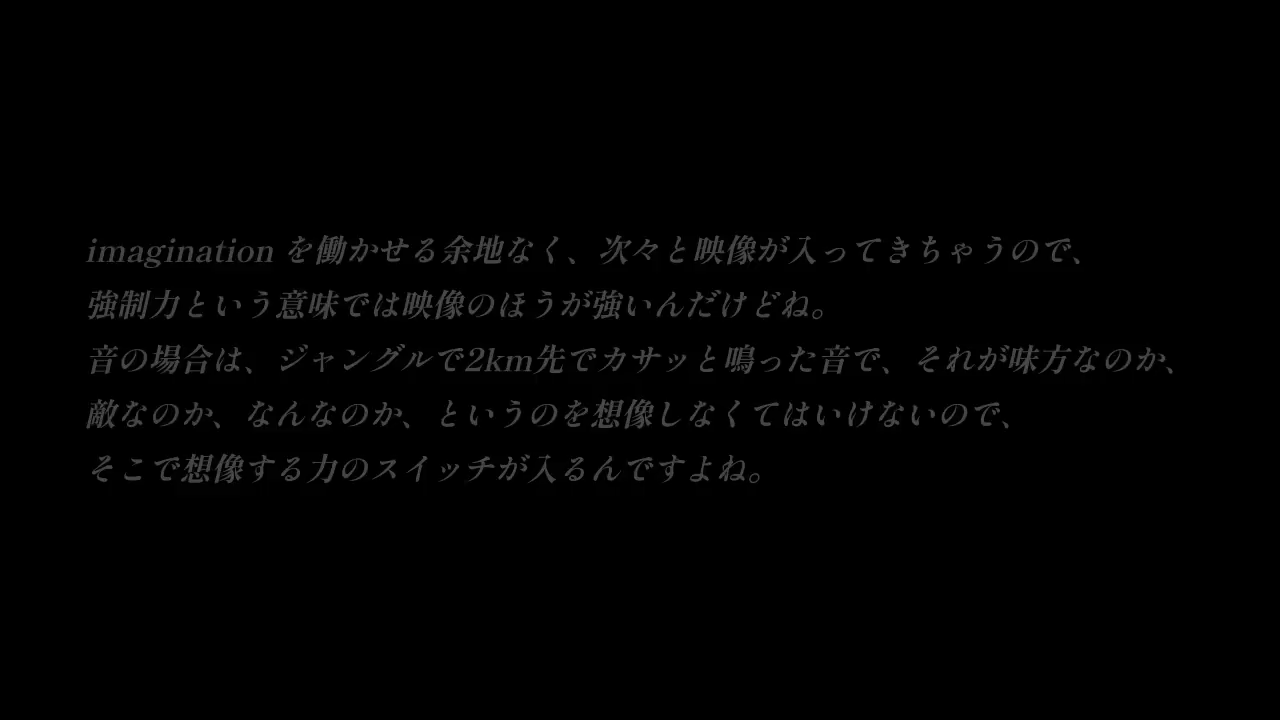 imagination を働かせる余地なく、次々と映像が入ってきちゃうので、
強制力という意味では映像のほうが強いんだけどね。
音の場合は、ジャングルで2km先でカサッと鳴った音で、それが味方なのか、
敵なのか、なんなのか、というのを想像しなくてはいけないので、
そこで想像する力のスイッチが入るんですよね。